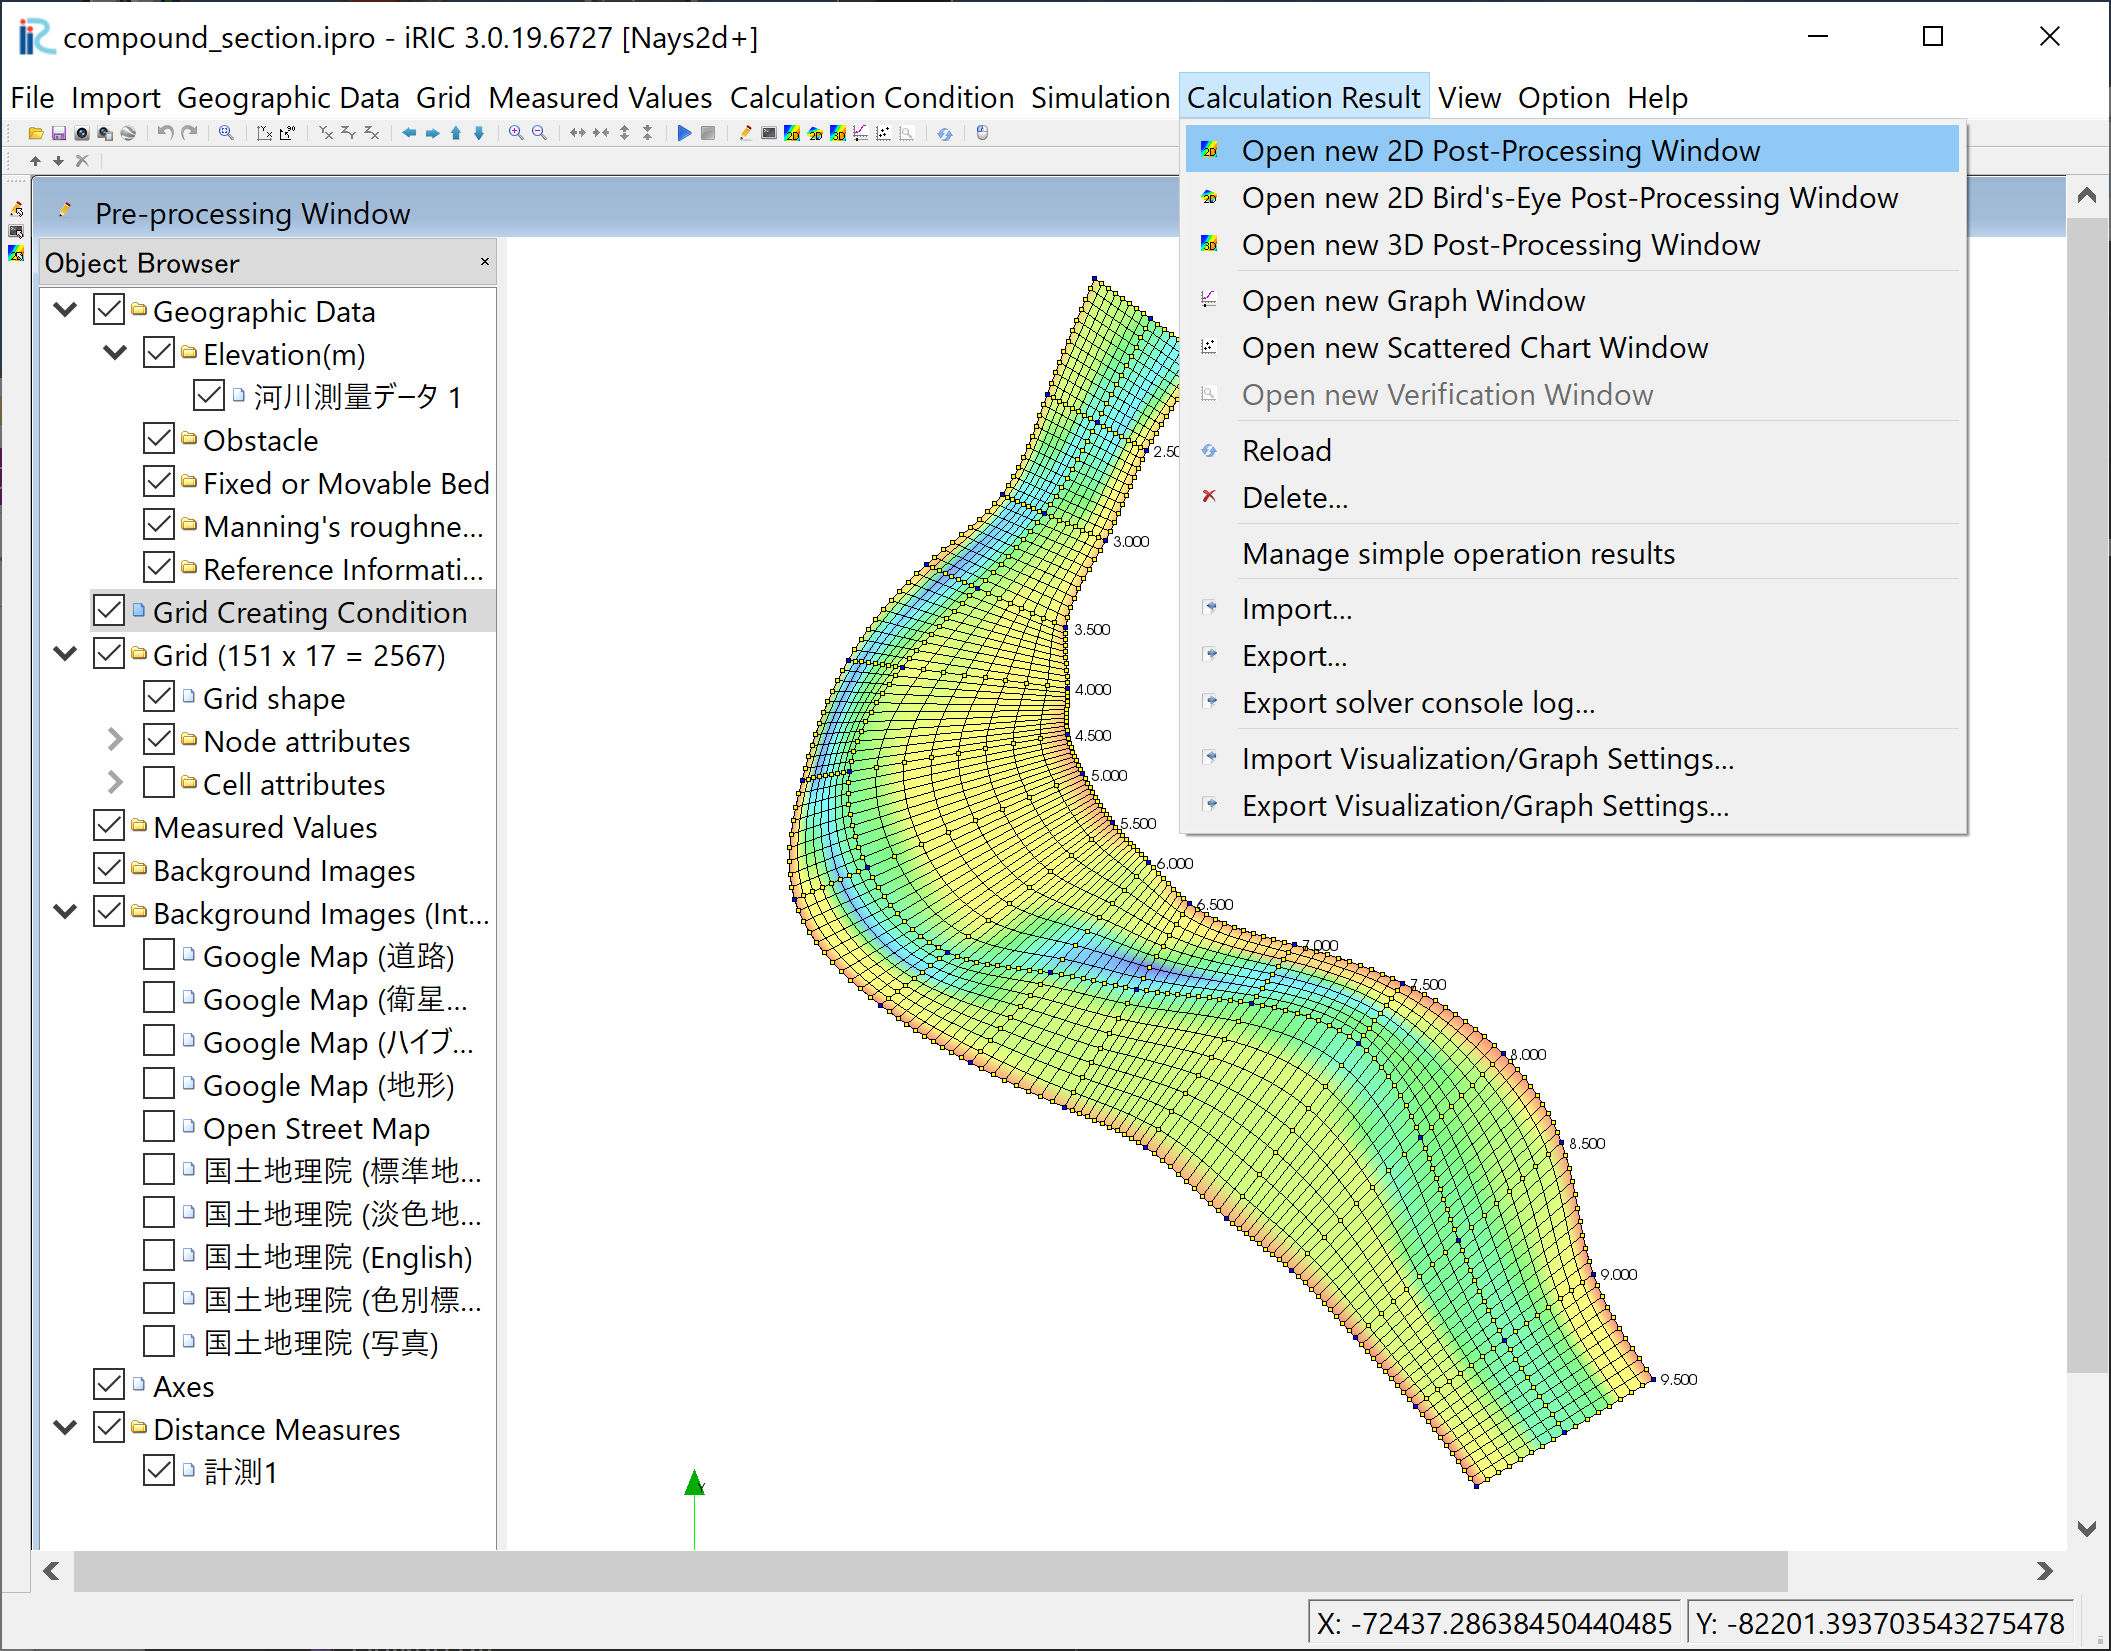 compound_section.ipro - iRIC 3.0.19.6727 [Nays2d+]
File Import Geographic Data Grid Measured Values Calculation Condition Simulation Calculation Result View Option Help
Open new 2D Post-Processing Window
Open new 2D Bird's-Eye Post-Processing Window
Open new 3D Post-Processing Window
Open new Graph Window
Open new Scattered Chart Window
Open new Verification Window
Reload
Delete...
Manage simple operation results
Import...
Export...
Export solver console log...
Import Visualization/Graph Settings...
Export Visualization/Graph Settings...
Pre-processing Window
Object Browser
Geographic Data
Elevation(m)
河川測量データ 1
Obstacle
Fixed or Movable Bed
Manning's roughne...
Reference Informati...
Grid Creating Condition
Grid (151 x 17 = 2567)
Grid shape
Node attributes
Cell attributes
Measured Values
Background Images
Background Images (Int...
Google Map (道路)
Google Map (衛星...
Google Map (ハイブ...
Google Map (地形)
Open Street Map
国土地理院 (標準地...
国土地理院 (淡色地...
国土地理院 (English)
国土地理院 (色別標...
国土地理院 (写真)
Axes
Distance Measures
計測1
2.50
3.000
3.500
4.000
4.500
5.000
5.500
6.000
6.500
7.000
7.500
8.000
8.500
9.000
9.500
Y
X: -72437.28638450440485
Y: -82201.393703543275478